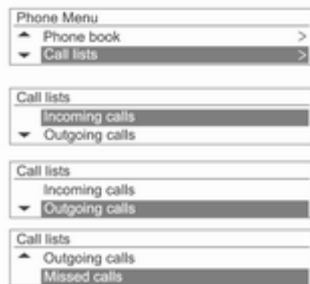 Phone Menu
Phone book >
Call lists >
Call lists
Incoming calls
Outgoing calls
Call lists
Incoming calls
Outgoing calls
Call lists
Outgoing calls
Missed calls